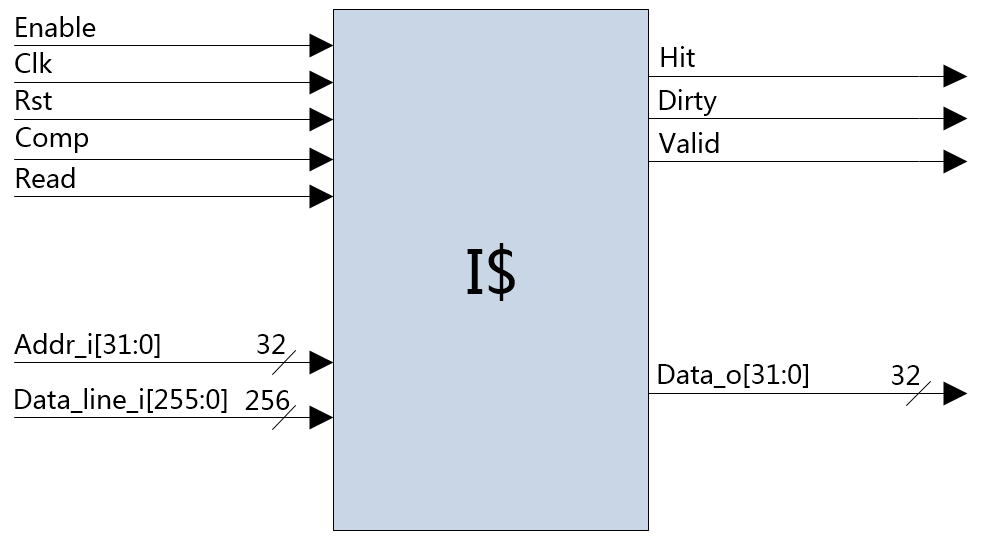 Enable
Clk
Rst
Comp
Read
Addr_i[31:0] 32
Data_line_i[255:0] 256
I$
Hit
Dirty
Valid
Data_o[31:0] 32